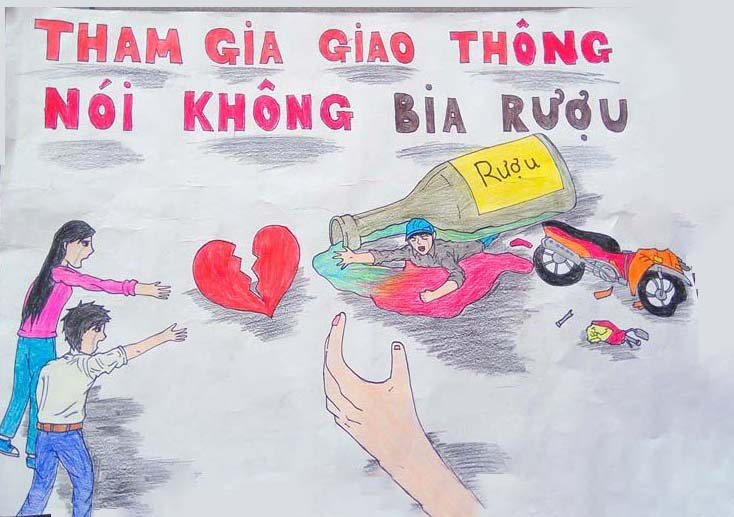 THAM GIA GIAO THÔNG
NÓI KHÔNG BIA RƯỢU
Rượu